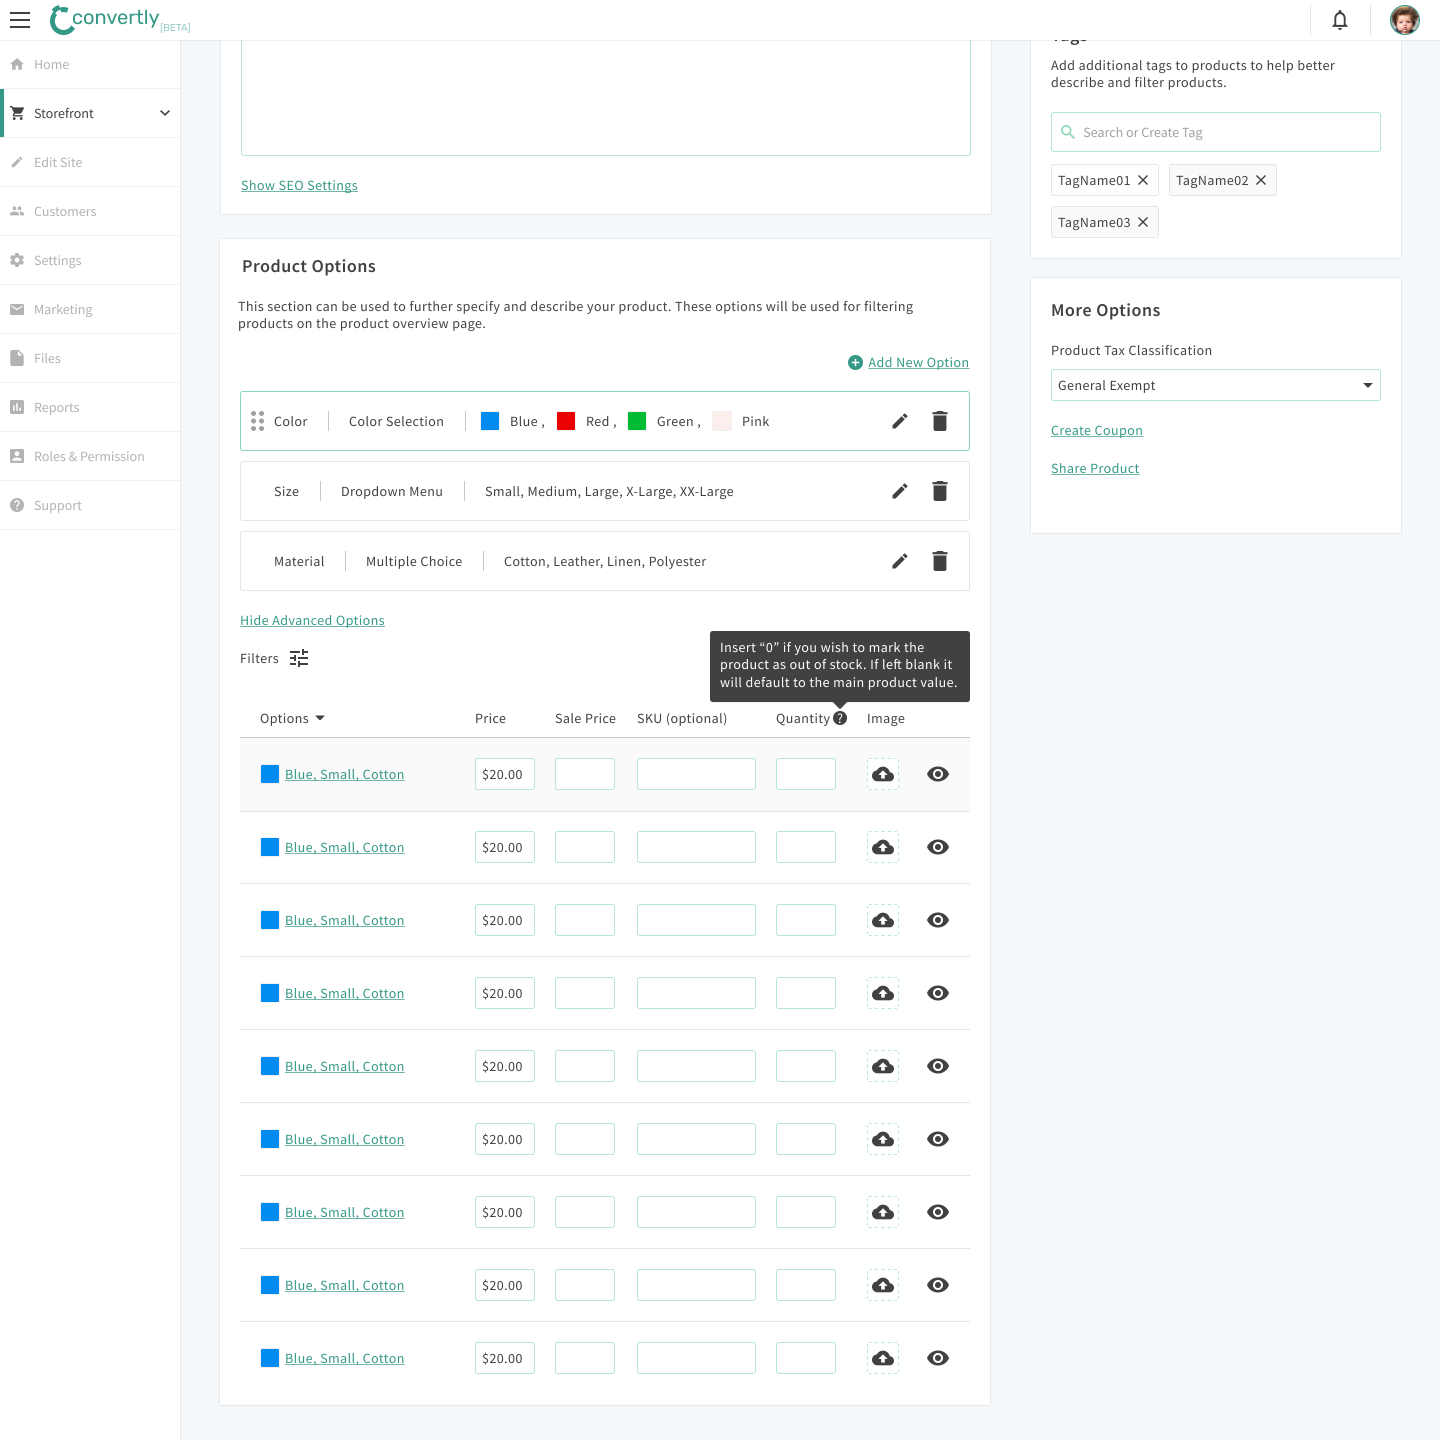 convertly [BETA]
Home
Storefront
Edit Site
Customers
Settings
Marketing
Files
Reports
Roles & Permission
Support
Show SEO Settings
Product Options
This section can be used to further specify and describe your product. These options will be used for filtering
products on the product overview page.
Add New Option
Color Color Selection Blue , Red , Green , Pink
Size Dropdown Menu Small, Medium, Large, X-Large, XX-Large
Material Multiple Choice Cotton, Leather, Linen, Polyester
Hide Advanced Options
Filters
Insert “0” if you wish to mark the
product as out of stock. If left blank it
will default to the main product value.
Options Price Sale Price SKU (optional) Quantity ? Image
Blue, Small, Cotton $20.00
Blue, Small, Cotton $20.00
Blue, Small, Cotton $20.00
Blue, Small, Cotton $20.00
Blue, Small, Cotton $20.00
Blue, Small, Cotton $20.00
Blue, Small, Cotton $20.00
Blue, Small, Cotton $20.00
Blue, Small, Cotton $20.00
Add additional tags to products to help better
describe and filter products.
Search or Create Tag
TagName01 TagName02
TagName03
More Options
Product Tax Classification
General Exempt
Create Coupon
Share Product